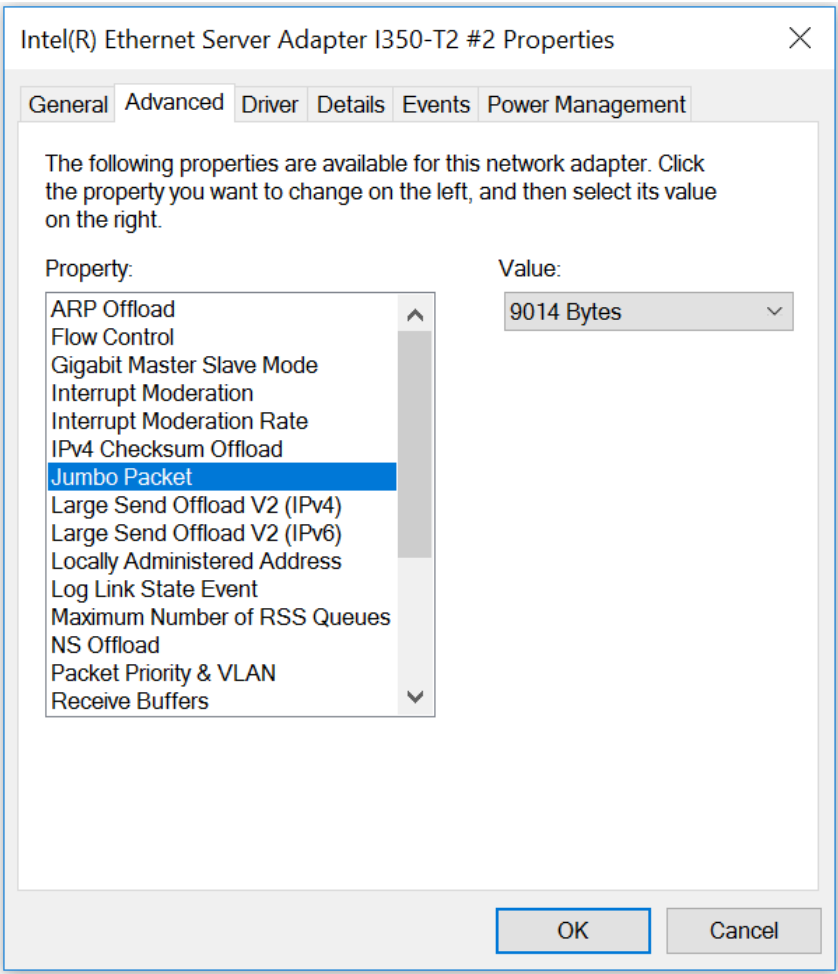 Intel(R) Ethernet Server Adapter I350-T2 #2 Properties
General Advanced Driver Details Events Power Management
The following properties are available for this network adapter. Click
the property you want to change on the left, and then select its value
on the right.
Property:
ARP Offload
Flow Control
Gigabit Master Slave Mode
Interrupt Moderation
Interrupt Moderation Rate
IPv4 Checksum Offload
Jumbo Packet
Large Send Offload V2 (IPv4)
Large Send Offload V2 (IPv6)
Locally Administered Address
Log Link State Event
Maximum Number of RSS Queues
NS Offload
Packet Priority & VLAN
Receive Buffers
Value:
9014 Bytes
OK Cancel